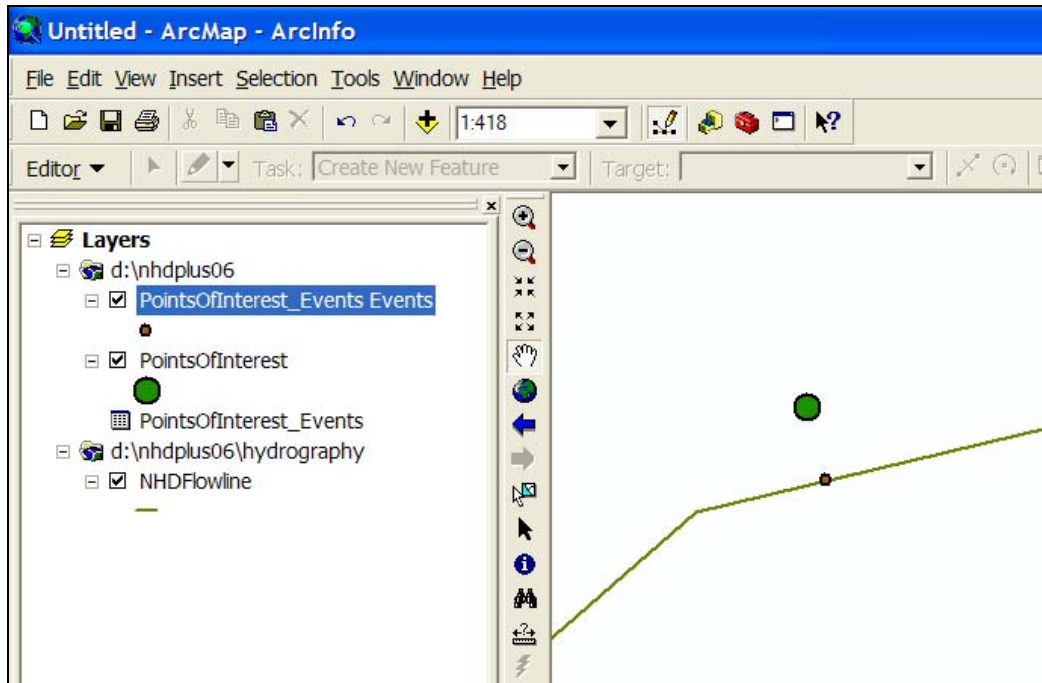 Untitled - ArcMap - ArcInfo
File Edit View Insert Selection Tools Window Help
1:418
Editor Task: Create New Feature Target:
Layers
d:\nhdplus06
PointsOfInterest_Events Events
PointsOfInterest
PointsOfInterest_Events
d:\nhdplus06\hydrography
NHDFlowline